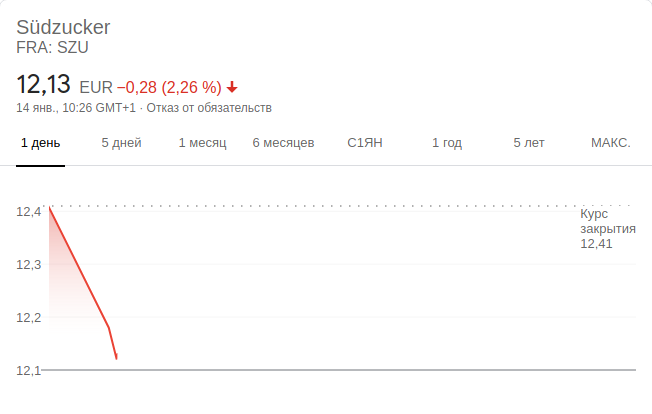 Südzucker
FRA: SZU
12,13 EUR −0,28 (2,26 %)
14 янв., 10:26 GMT+1 · Отказ от обязательств
1 день 5 дней 1 месяц 6 месяцев С1ЯН 1 год 5 лет МАКС.
12,4
Курс
закрытия
12,41
12,3
12,2
12,1